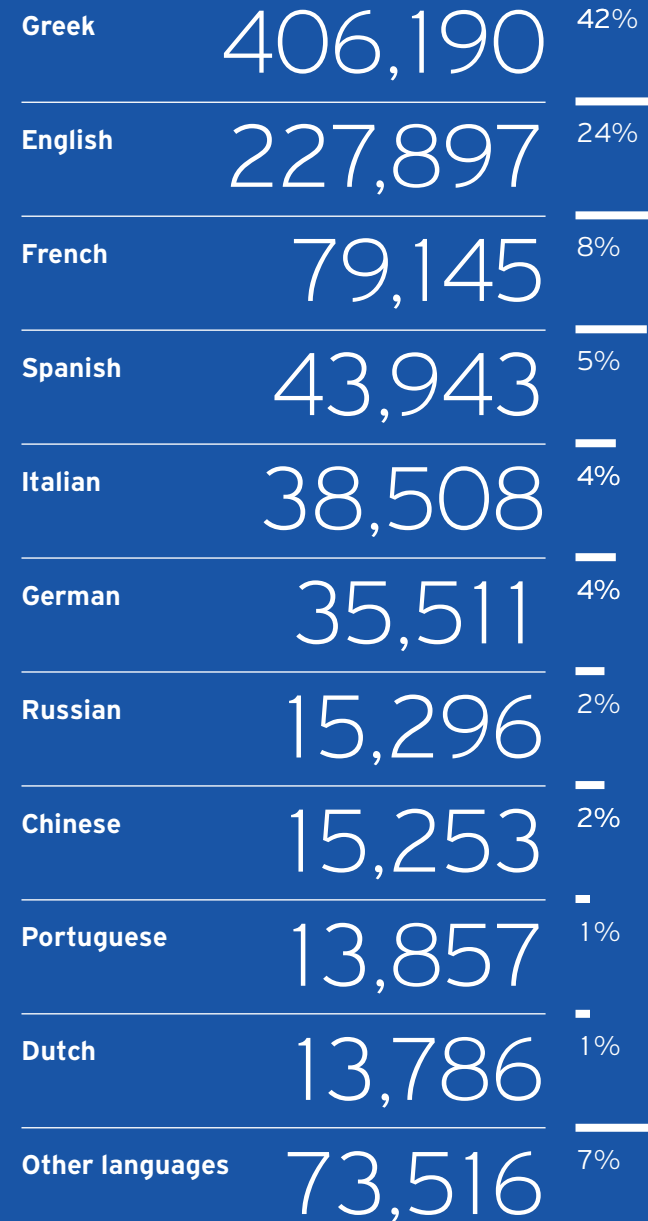 Greek 406,190 42%
English 227,897 24%
French 79,145 8%
Spanish 43,943 5%
Italian 38,508 4%
German 35,511 4%
Russian 15,296 2%
Chinese 15,253 2%
Portuguese 13,857 1%
Dutch 13,786 1%
Other languages 73,516 7%